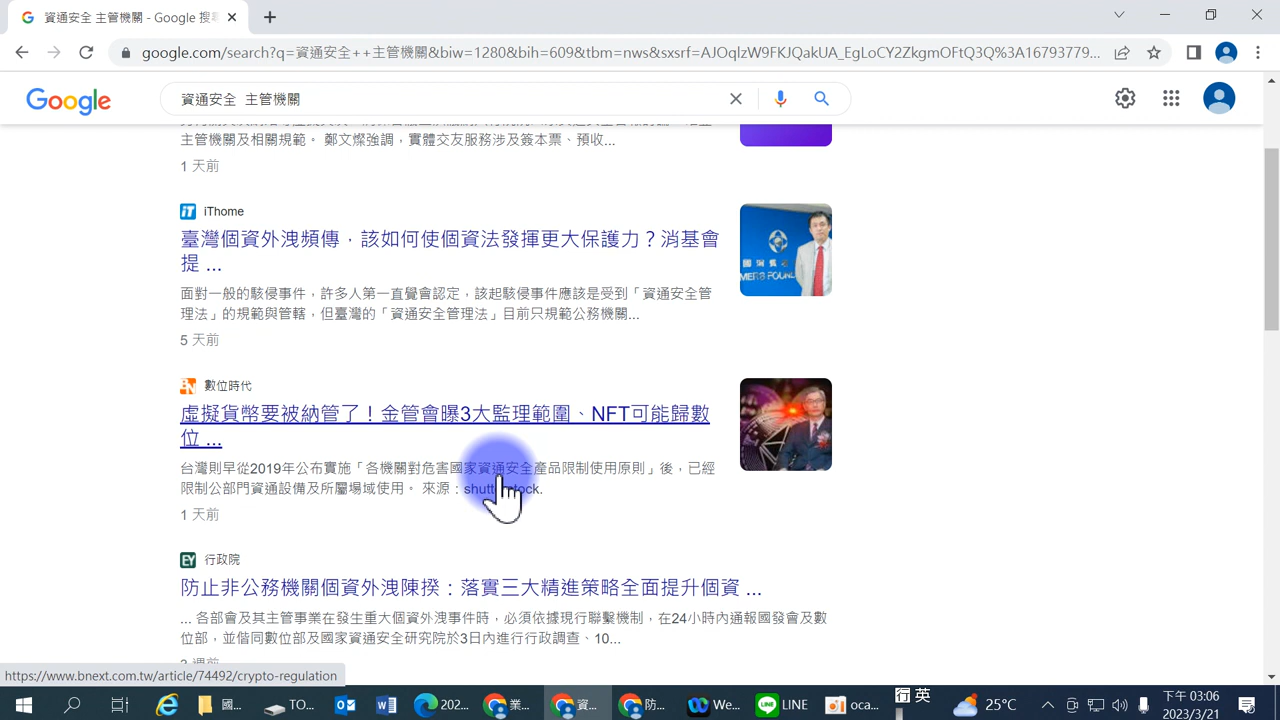 資通安全 主管機關 - Google 搜尋
google.com/search?q=資通安全++主管機關&biw=1280&bih=609&tbm=nws&sxsrf=AJOqlzW9FKJQakUA_EgLoCY2ZkgmOFtQ3Q%3A16793779...
Google
資通安全 主管機關
主管機關及相關規範。 鄭文燦強調，實體交友服務涉及簽本票、預收...
1 天前
iThome
臺灣個資外洩頻傳，該如何使個資法發揮更大保護力？消基會
提 ...
面對一般的駭侵事件，許多人第一直覺會認定，該起駭侵事件應該是受到「資通安全管
理法」的規範與管轄，但臺灣的「資通安全管理法」目前只規範公務機關...
5 天前
數位時代
虛擬貨幣要被納管了！金管會曝3大監理範圍、NFT可能歸數
位 ...
台灣則早從2019年公布實施「各機關對危害國家資通安全產品限制使用原則」後，已經
限制公部門資通設備及所屬場域使用。 來源：shutterstock.
1 天前
行政院
防止非公務機關個資外洩陳揆：落實三大精進策略全面提升個資 ...
... 各部會及其主管事業在發生重大個資外洩事件時，必須依據現行聯繫機制，在24小時內通報國發會及數
位部，並偕同數位部及國家資通安全研究院於3日內進行行政調查、10...
https://www.bnext.com.tw/article/74492/crypto-regulation
國...
TO...
202...
業...
資...
防...
We...
LINE
oca...
行 英
25°C
下午 03:06
2023/3/21